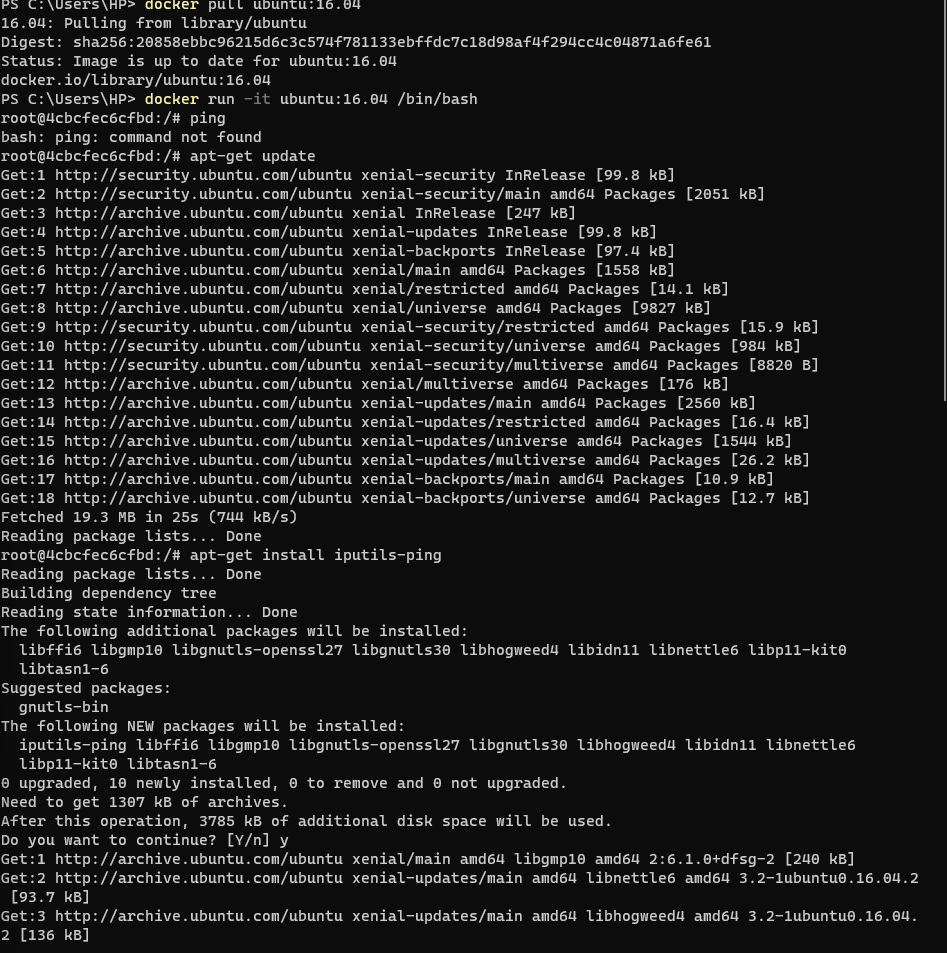 PS C:\Users\HP> docker pull ubuntu:16.04
16.04: Pulling from library/ubuntu
Digest: sha256:20858ebbc96215d6c3c574f781133ebffdc7c18d98af4f294cc4c04871a6fe61
Status: Image is up to date for ubuntu:16.04
docker.io/library/ubuntu:16.04
PS C:\Users\HP> docker run -it ubuntu:16.04 /bin/bash
root@4cbcfec6cfbd:/# ping
bash: ping: command not found
root@4cbcfec6cfbd:/# apt-get update
Get:1 http://security.ubuntu.com/ubuntu xenial-security InRelease [99.8 kB]
Get:2 http://security.ubuntu.com/ubuntu xenial-security/main amd64 Packages [2051 kB]
Get:3 http://archive.ubuntu.com/ubuntu xenial InRelease [247 kB]
Get:4 http://archive.ubuntu.com/ubuntu xenial-updates InRelease [99.8 kB]
Get:5 http://archive.ubuntu.com/ubuntu xenial-backports InRelease [97.4 kB]
Get:6 http://archive.ubuntu.com/ubuntu xenial/main amd64 Packages [1558 kB]
Get:7 http://archive.ubuntu.com/ubuntu xenial/restricted amd64 Packages [14.1 kB]
Get:8 http://archive.ubuntu.com/ubuntu xenial/universe amd64 Packages [9827 kB]
Get:9 http://security.ubuntu.com/ubuntu xenial-security/restricted amd64 Packages [15.9 kB]
Get:10 http://security.ubuntu.com/ubuntu xenial-security/universe amd64 Packages [984 kB]
Get:11 http://security.ubuntu.com/ubuntu xenial-security/multiverse amd64 Packages [8820 B]
Get:12 http://archive.ubuntu.com/ubuntu xenial/multiverse amd64 Packages [176 kB]
Get:13 http://archive.ubuntu.com/ubuntu xenial-updates/main amd64 Packages [2560 kB]
Get:14 http://archive.ubuntu.com/ubuntu xenial-updates/restricted amd64 Packages [16.4 kB]
Get:15 http://archive.ubuntu.com/ubuntu xenial-updates/universe amd64 Packages [1544 kB]
Get:16 http://archive.ubuntu.com/ubuntu xenial-updates/multiverse amd64 Packages [26.2 kB]
Get:17 http://archive.ubuntu.com/ubuntu xenial-backports/main amd64 Packages [10.9 kB]
Get:18 http://archive.ubuntu.com/ubuntu xenial-backports/universe amd64 Packages [12.7 kB]
Fetched 19.3 MB in 25s (744 kB/s)
Reading package lists... Done
root@4cbcfec6cfbd:/# apt-get install iputils-ping
Reading package lists... Done
Building dependency tree
Reading state information... Done
The following additional packages will be installed:
  libffi6 libgmp10 libgnutls-openssl27 libgnutls30 libhogweed4 libidn11 libnettle6 libp11-kit0
  libtasn1-6
Suggested packages:
  gnutls-bin
The following NEW packages will be installed:
  iputils-ping libffi6 libgmp10 libgnutls-openssl27 libgnutls30 libhogweed4 libidn11 libnettle6
  libp11-kit0 libtasn1-6
0 upgraded, 10 newly installed, 0 to remove and 0 not upgraded.
Need to get 1307 kB of archives.
After this operation, 3785 kB of additional disk space will be used.
Do you want to continue? [Y/n] y
Get:1 http://archive.ubuntu.com/ubuntu xenial/main amd64 libgmp10 amd64 2:6.1.0+dfsg-2 [240 kB]
Get:2 http://archive.ubuntu.com/ubuntu xenial-updates/main amd64 libnettle6 amd64 3.2-1ubuntu0.16.04.2
 [93.7 kB]
Get:3 http://archive.ubuntu.com/ubuntu xenial-updates/main amd64 libhogweed4 amd64 3.2-1ubuntu0.16.04.
2 [136 kB]